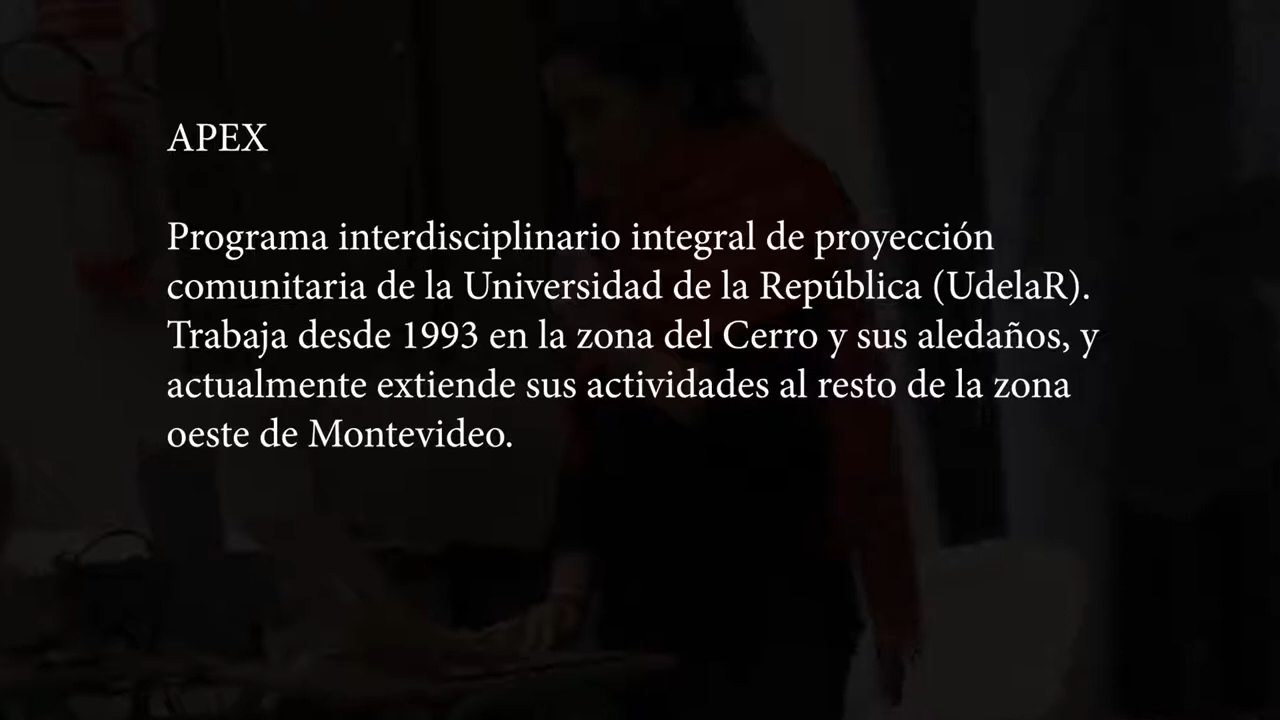 APEX
Programa interdisciplinario integral de proyección
comunitaria de la Universidad de la República (UdelaR).
Trabaja desde 1993 en la zona del Cerro y sus aledaños, y
actualmente extiende sus actividades al resto de la zona
oeste de Montevideo.